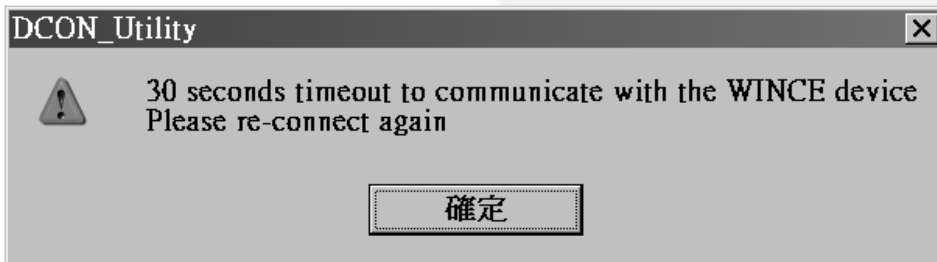 DCON_Utility
30 seconds timeout to communicate with the WINCE device
Please re-connect again
確定